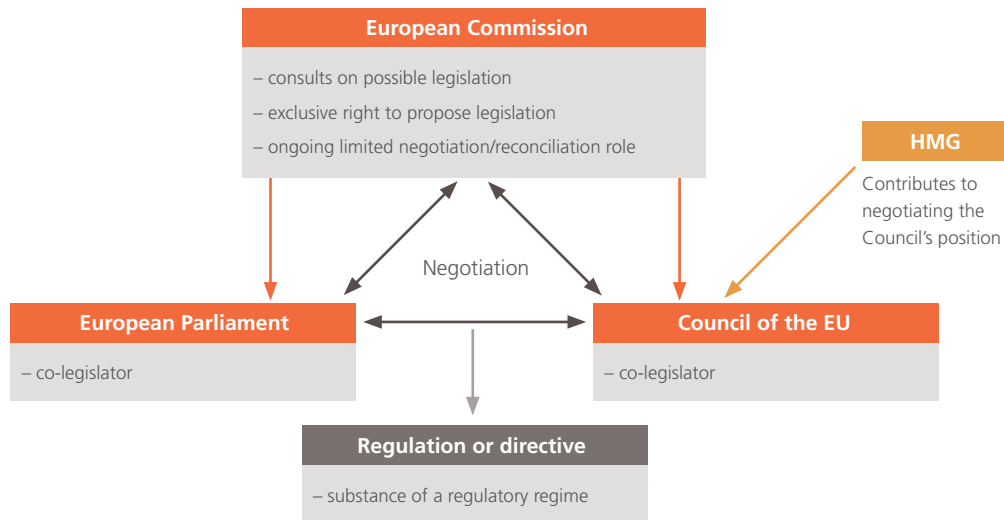 European Commission
– consults on possible legislation
– exclusive right to propose legislation
– ongoing limited negotiation/reconciliation role
HMG
Contributes to
negotiating the
Council’s position
Negotiation
European Parliament
– co-legislator
Council of the EU
– co-legislator
Regulation or directive
– substance of a regulatory regime